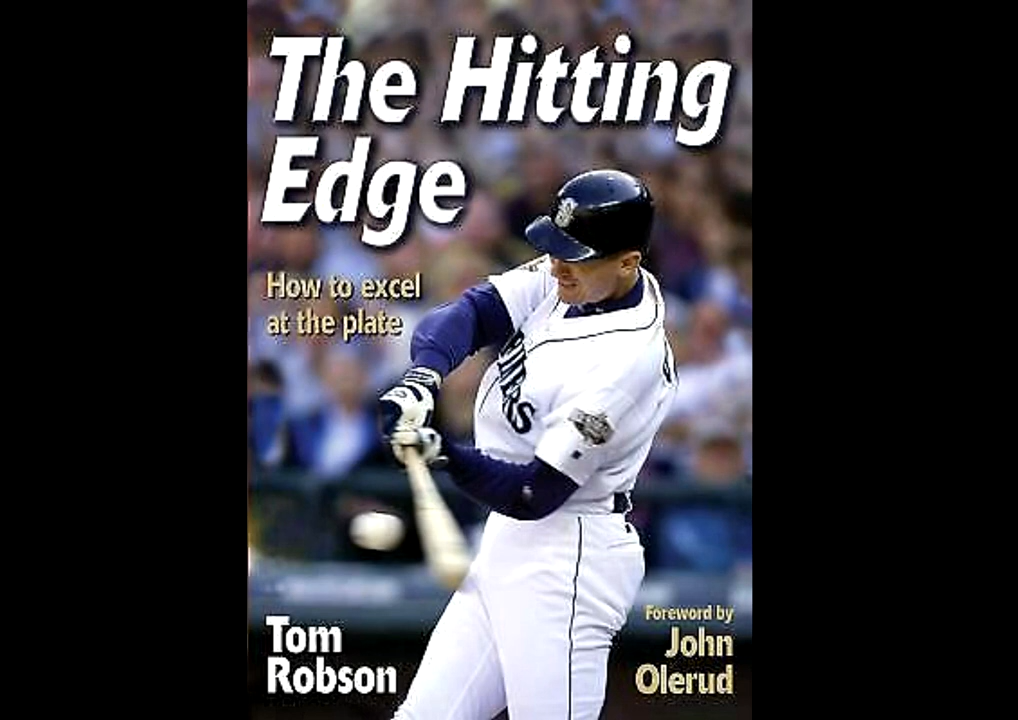 The Hitting
Edge
How to excel
at the plate
Tom
Robson
Foreword by
John
Olerud